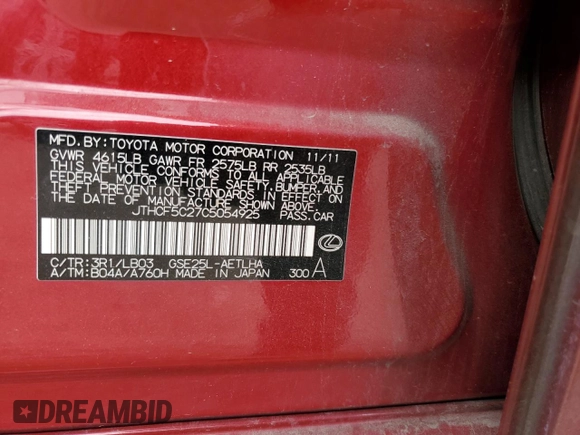 MFD.BY:TOYOTA MOTOR CORPORATION 11/11
GVWR 4615LB GAWR FR 2575LB RR 2535LB
THIS VEHICLE CONFORMS TO ALL APPLICABLE
FEDERAL MOTOR VEHICLE SAFETY,BUMPER,AND
THEFT PREVENTION STANDARDS IN EFFECT ON
THE DATE OF MANUFACTURE SHOWN ABOVE.
JTHCF5C27C5054925 PASS.CAR
C/TR:3R1/LB03 GSE25L-AETLHA
A/TM:B04A/A760H MADE IN JAPAN 300 A
DREAMBID